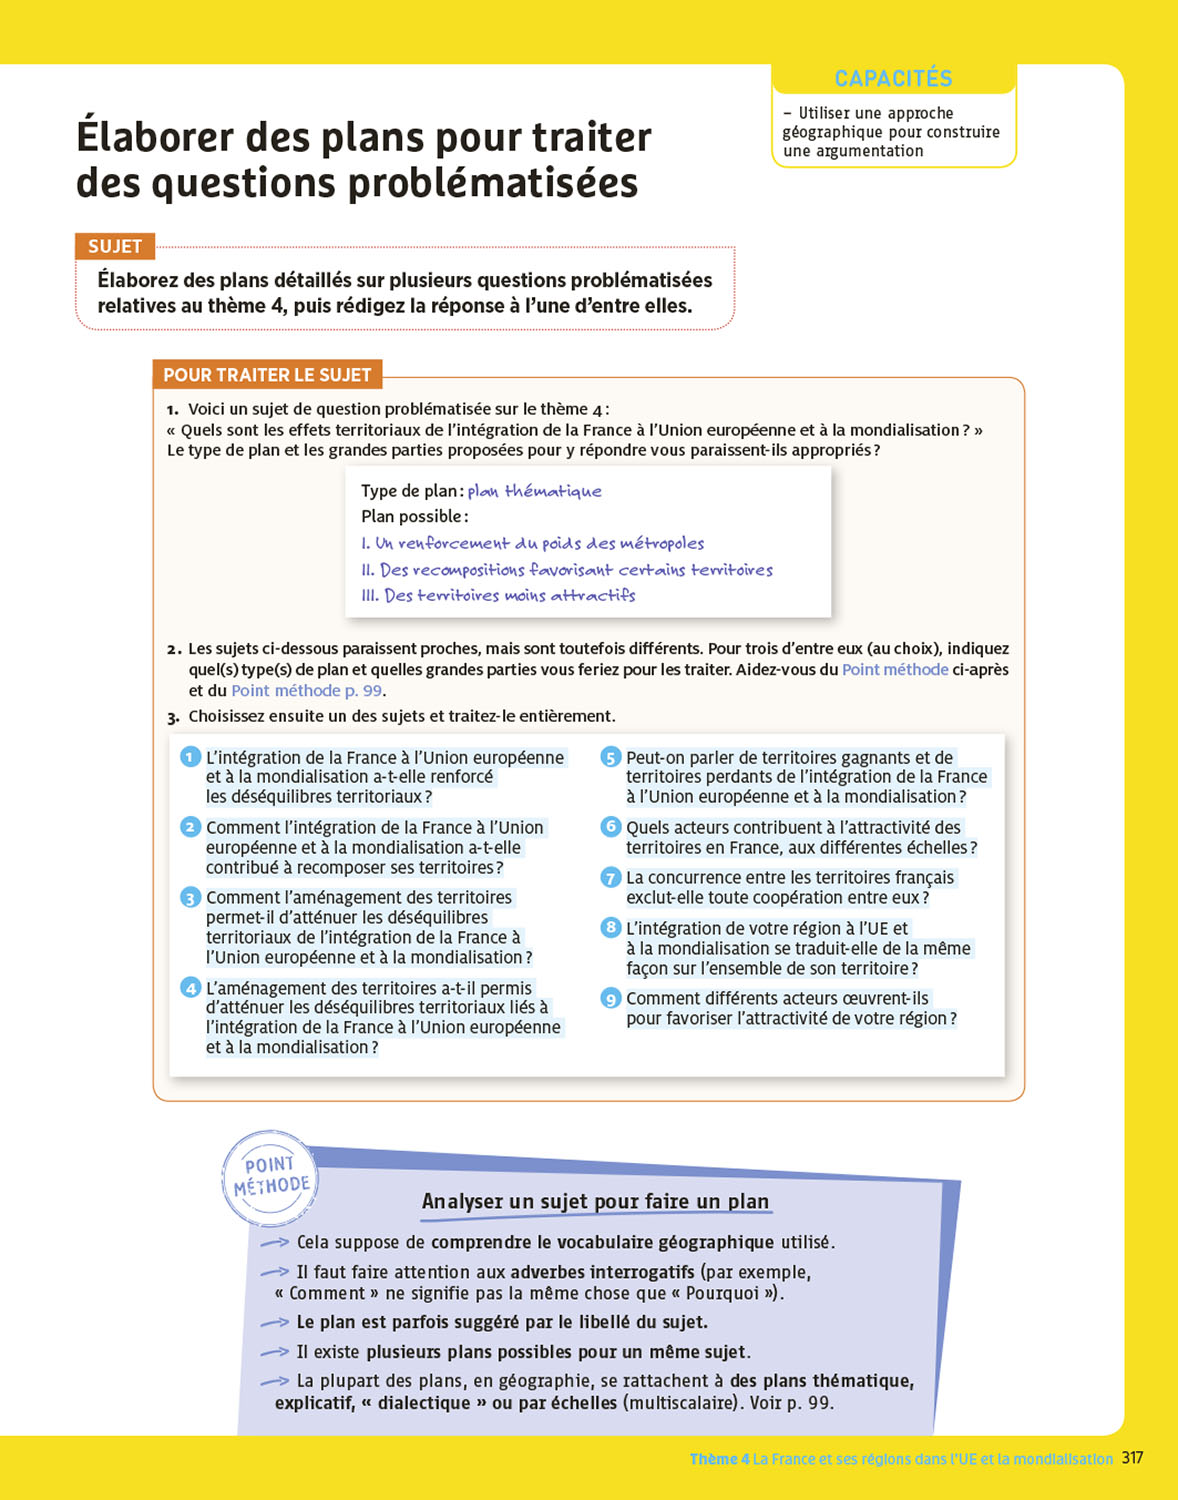 CAPACITÉS
– Utiliser une approche
géographique pour construire
une argumentation
Élaborer des plans pour traiter
des questions problématisées
SUJET
Élaborez des plans détaillés sur plusieurs questions problématisées
relatives au thème 4, puis rédigez la réponse à l’une d’entre elles.
POUR TRAITER LE SUJET
1. Voici un sujet de question problématisée sur le thème 4 :
« Quels sont les effets territoriaux de l’intégration de la France à l’Union européenne et à la mondialisation ? »
Le type de plan et les grandes parties proposées pour y répondre vous paraissent-ils appropriés ?
Type de plan : plan thématique
Plan possible :
I. Un renforcement du poids des métropoles
II. Des recompositions favorisant certains territoires
III. Des territoires moins attractifs
2. Les sujets ci-dessous paraissent proches, mais sont toutefois différents. Pour trois d’entre eux (au choix), indiquez
quel(s) type(s) de plan et quelles grandes parties vous feriez pour les traiter. Aidez-vous du Point méthode ci-après
et du Point méthode p. 99.
3. Choisissez ensuite un des sujets et traitez-le entièrement.
1 L’intégration de la France à l’Union européenne
et à la mondialisation a-t-elle renforcé
les déséquilibres territoriaux ?
2 Comment l’intégration de la France à l’Union
européenne et à la mondialisation a-t-elle
contribué à recomposer ses territoires ?
3 Comment l’aménagement des territoires
permet-il d’atténuer les déséquilibres
territoriaux de l’intégration de la France à
l’Union européenne et à la mondialisation ?
4 L’aménagement des territoires a-t-il permis
d’atténuer les déséquilibres territoriaux liés à
l’intégration de la France à l’Union européenne
et à la mondialisation ?
5 Peut-on parler de territoires gagnants et de
territoires perdants de l’intégration de la France
à l’Union européenne et à la mondialisation ?
6 Quels acteurs contribuent à l’attractivité des
territoires en France, aux différentes échelles ?
7 La concurrence entre les territoires français
exclut-elle toute coopération entre eux ?
8 L’intégration de votre région à l’UE et
à la mondialisation se traduit-elle de la même
façon sur l’ensemble de son territoire ?
9 Comment différents acteurs œuvrent-ils
pour favoriser l’attractivité de votre région ?
POINT
MÉTHODE
Analyser un sujet pour faire un plan
Cela suppose de comprendre le vocabulaire géographique utilisé.
Il faut faire attention aux adverbes interrogatifs (par exemple,
« Comment » ne signifie pas la même chose que « Pourquoi »).
Le plan est parfois suggéré par le libellé du sujet.
Il existe plusieurs plans possibles pour un même sujet.
La plupart des plans, en géographie, se rattachent à des plans thématique,
explicatif, « dialectique » ou par échelles (multiscalaire). Voir p. 99.
Thème 4 La France et ses régions dans l’UE et la mondialisation 317